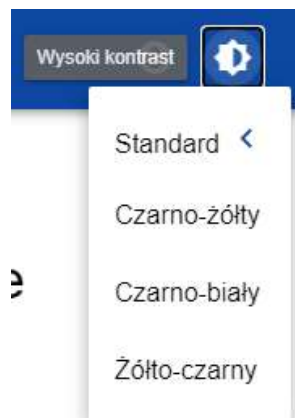 Wysoki kontrast
Standard
Czarno-żółty
e
Czarno-biały
Żółto-czarny